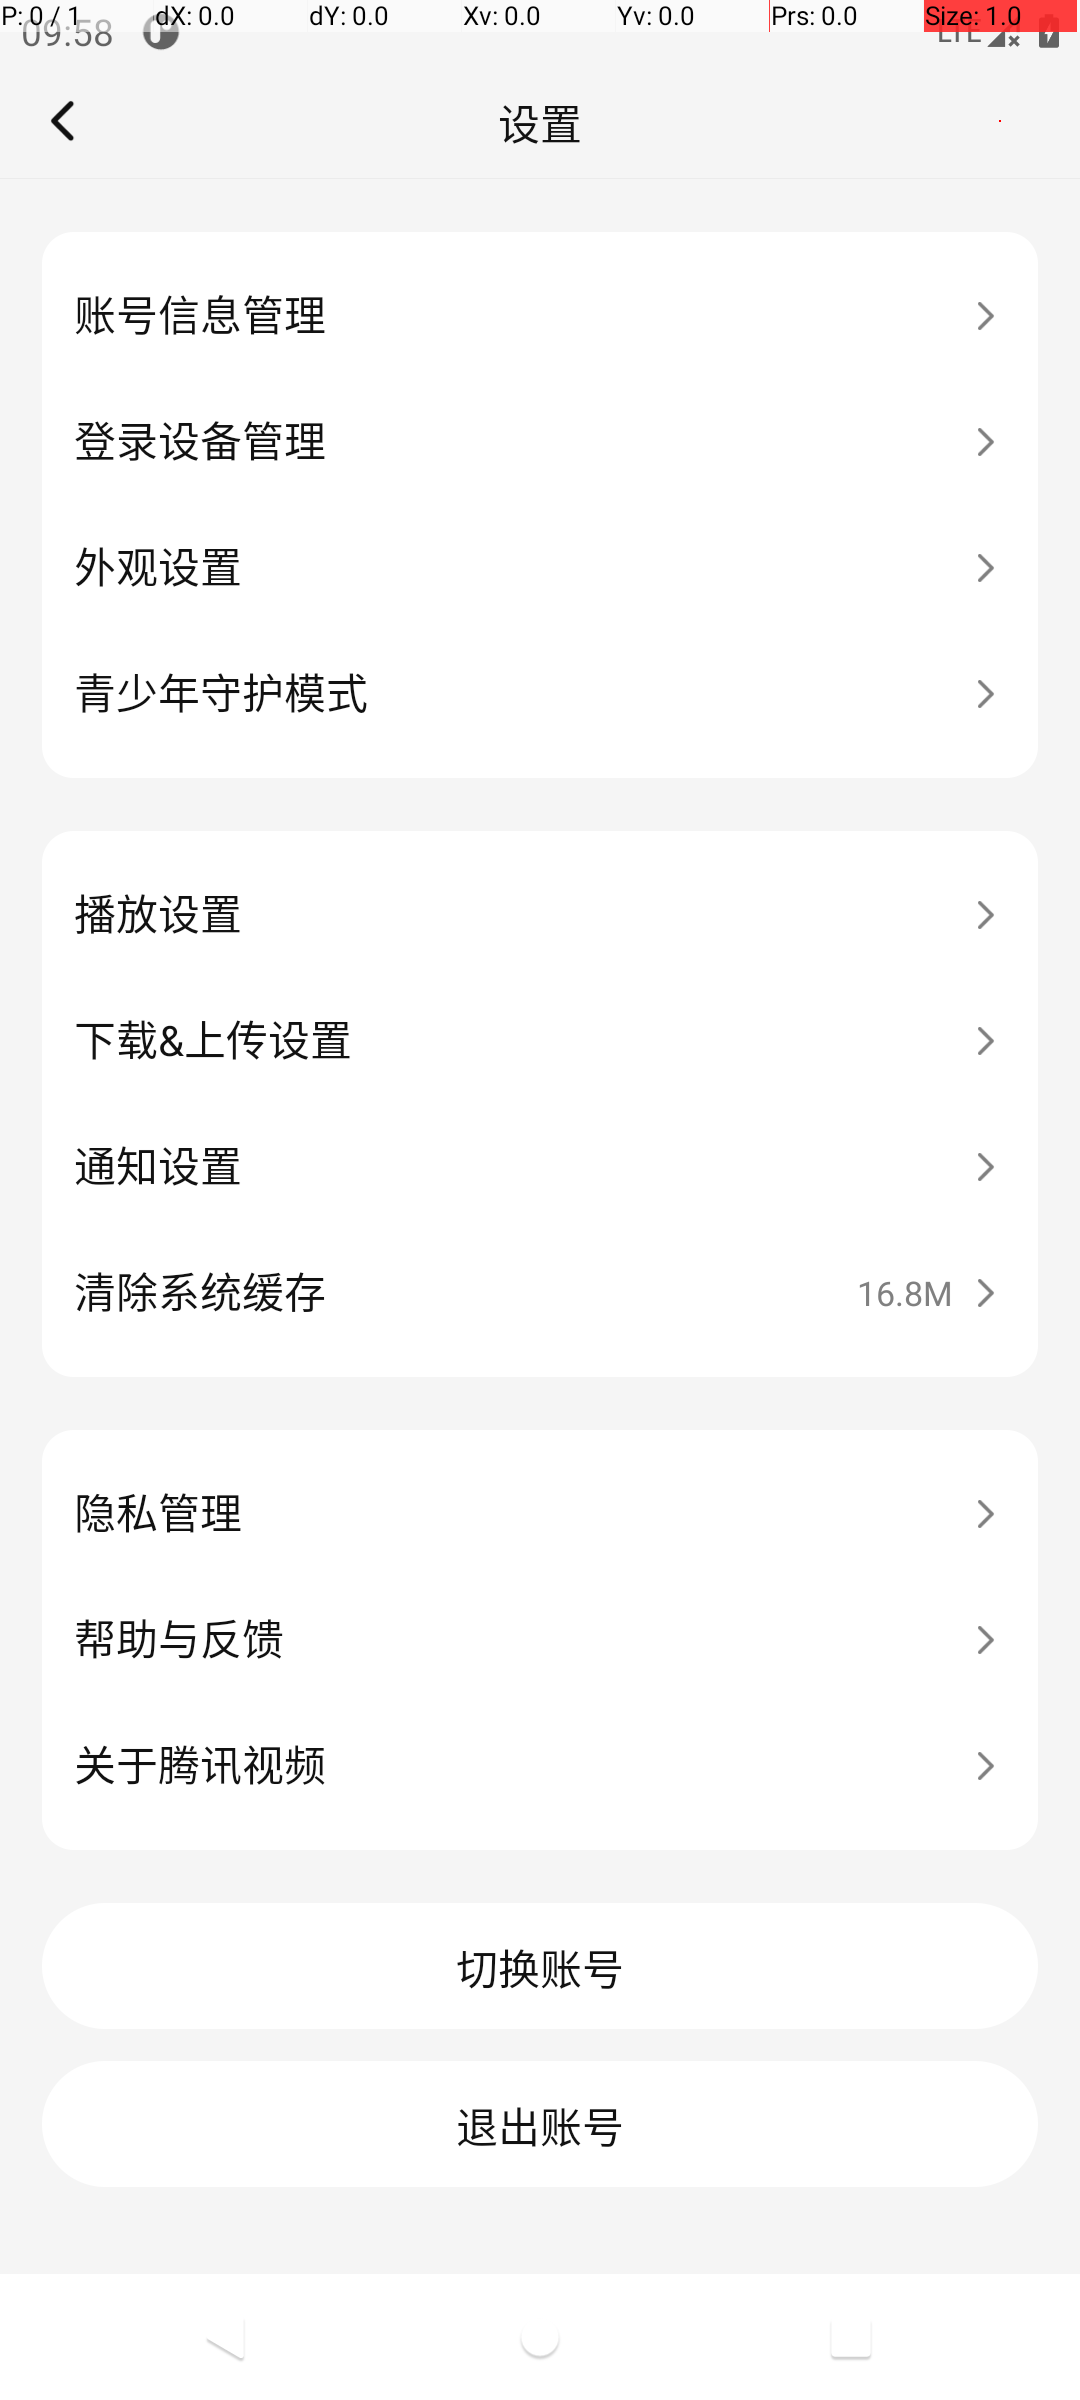 P: 0 / 1 dX: 0.0 dY: 0.0 Xv: 0.0 Yv: 0.0 Prs: 0.0 Size: 1.0
09:58 LTE
设置
账号信息管理
登录设备管理
外观设置
青少年守护模式
播放设置
下载&上传设置
通知设置
清除系统缓存 16.8M
隐私管理
帮助与反馈
关于腾讯视频
切换账号
退出账号